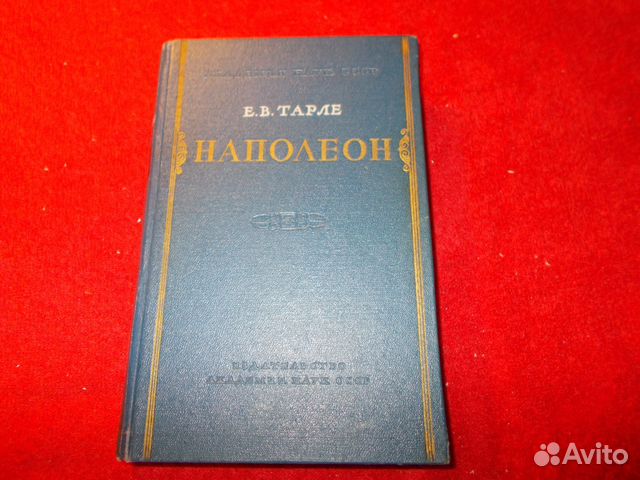 АКАДЕМИЯ НАУК СССР
Е.В. ТАРЛЕ
НАПОЛЕОН
ИЗДАТЕЛЬСТВО
АКАДЕМИИ НАУК СССР
Avito